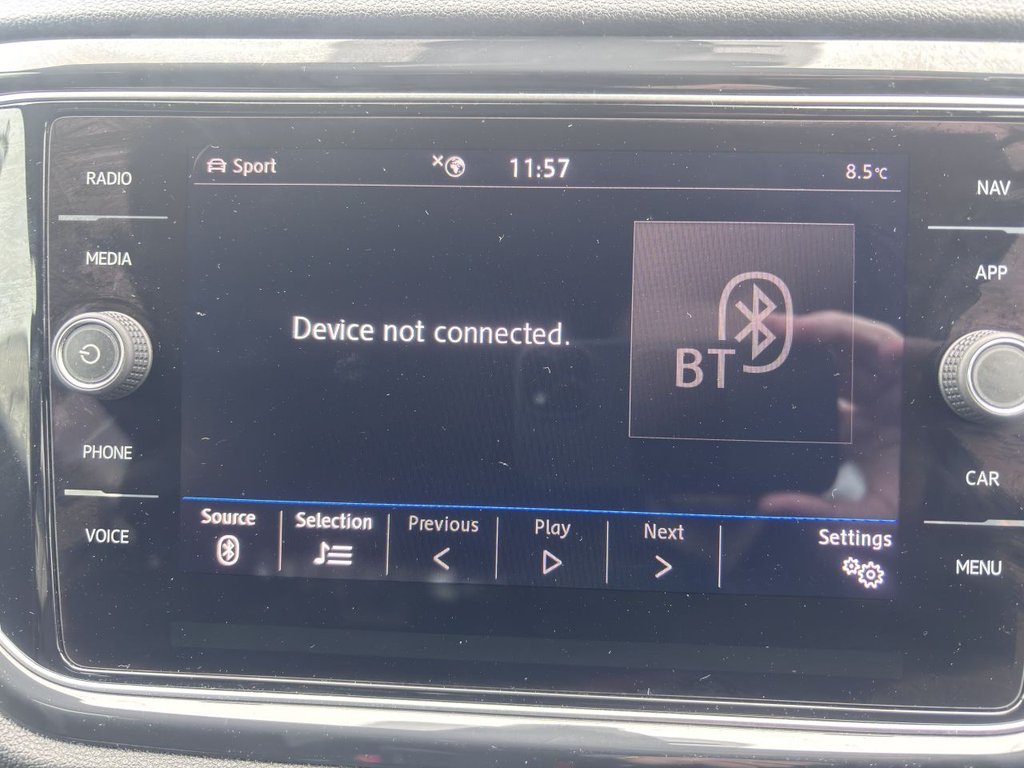 RADIO
MEDIA
PHONE
VOICE
Sport
11:57
8.5°C
Device not connected.
BT
Source
Selection
Previous
Play
Next
Settings
NAV
APP
CAR
MENU